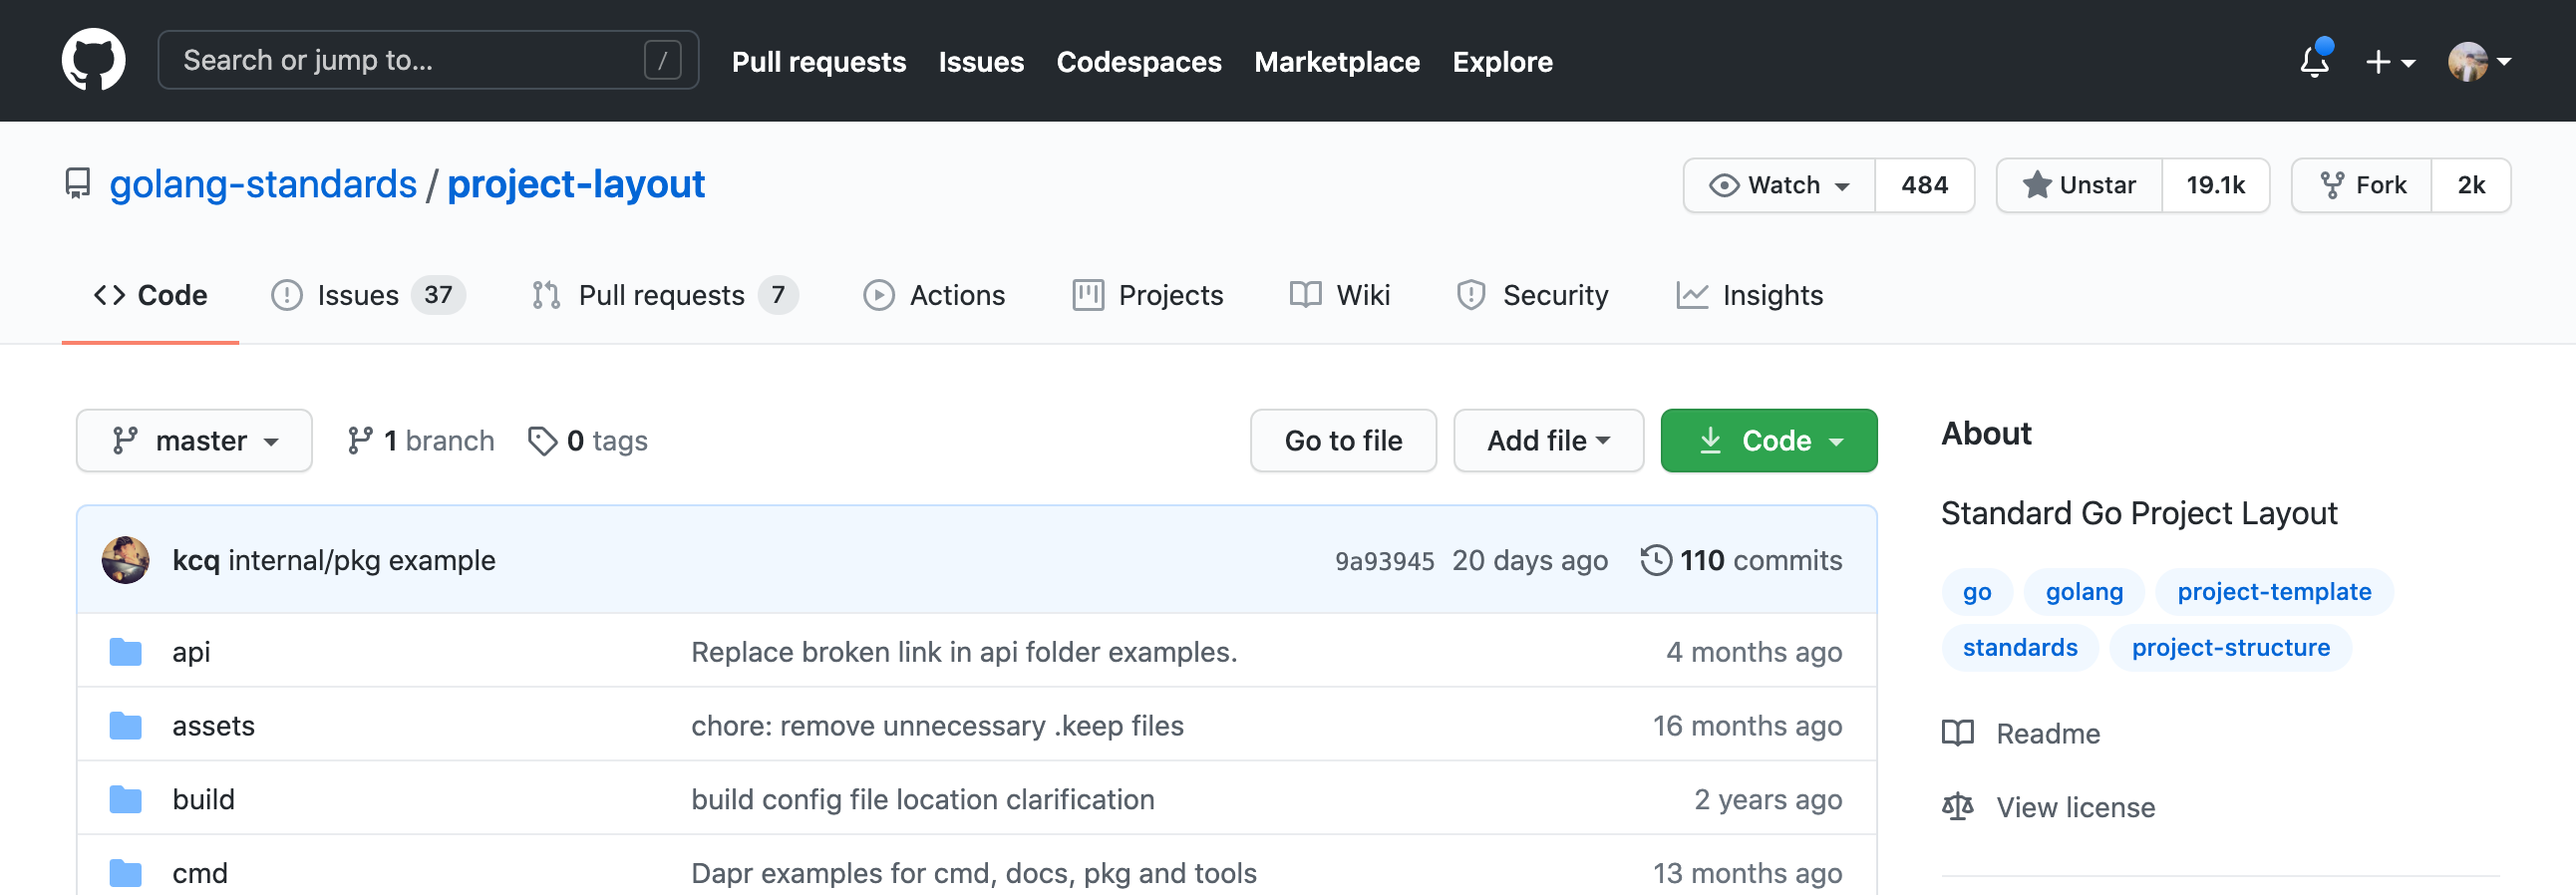 Search or jump to... / Pull requests Issues Codespaces Marketplace Explore
golang-standards / project-layout Watch 484 Unstar 19.1k Fork 2k
Code Issues 37 Pull requests 7 Actions Projects Wiki Security Insights
master 1 branch 0 tags Go to file Add file Code
kcq internal/pkg example 9a93945 20 days ago 110 commits
api Replace broken link in api folder examples. 4 months ago
assets chore: remove unnecessary .keep files 16 months ago
build build config file location clarification 2 years ago
cmd Dapr examples for cmd, docs, pkg and tools 13 months ago
About
Standard Go Project Layout
go golang project-template
standards project-structure
Readme
View license